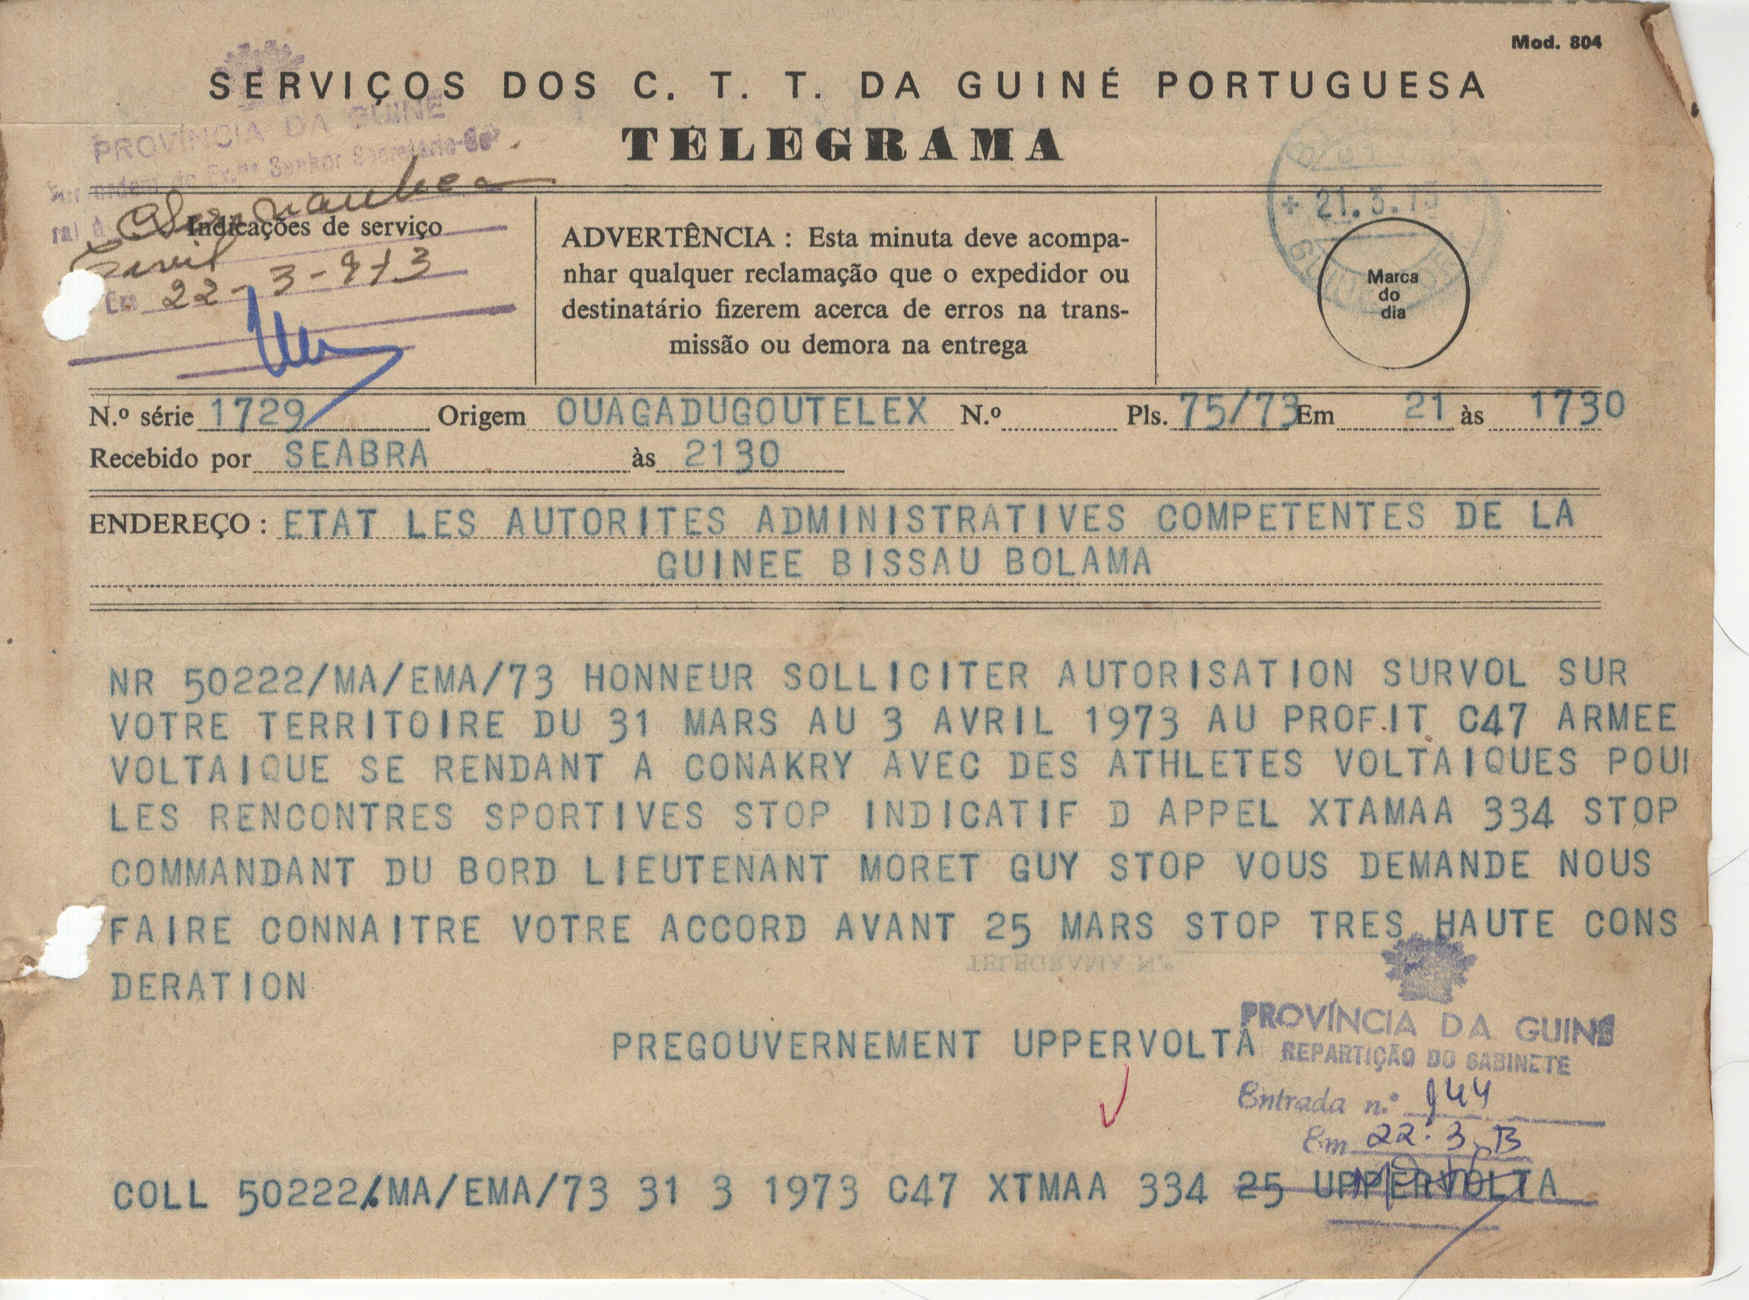 Mod. 804
SERVIÇOS DOS C. T. T. DA GUINÉ PORTUGUESA
TELEGRAMA
PROVÍNCIA DA GUINÉ
Indicações de serviço
Em 22-3-973
ADVERTÊNCIA : Esta minuta deve acompa-
nhar qualquer reclamação que o expedidor ou
destinatário fizerem acerca de erros na trans-
missão ou demora na entrega
21.3.73
Marca
do
dia
N.º série 1729 Origem OUAGADUGOUTELEX N.º Pls. 75/73 Em 21 às 1730
Recebido por SEABRA às 2130
ENDEREÇO : ETAT LES AUTORITES ADMINISTRATIVES COMPETENTES DE LA
GUINEE BISSAU BOLAMA
NR 50222/MA/EMA/73 HONNEUR SOLLICITER AUTORISATION SURVOL SUR
VOTRE TERRITOIRE DU 31 MARS AU 3 AVRIL 1973 AU PROF.IT C47 ARMEE
VOLTAIQUE SE RENDANT A CONAKRY AVEC DES ATHLETES VOLTAIQUES POUR
LES RENCONTRES SPORTIVES STOP INDICATIF D APPEL XTAMAA 334 STOP
COMMANDANT DU BORD LIEUTENANT MORET GUY STOP VOUS DEMANDE NOUS
FAIRE CONNAITRE VOTRE ACCORD AVANT 25 MARS STOP TRES HAUTE CONS
DERATION
PREGOUVERNEMENT UPPERVOLTA
PROVÍNCIA DA GUINÉ
REPARTIÇÃO DO GABINETE
Entrada n.º 944
Em 22.3.73
COLL 50222/MA/EMA/73 31 3 1973 C47 XTMAA 334 25 UPPERVOLTA